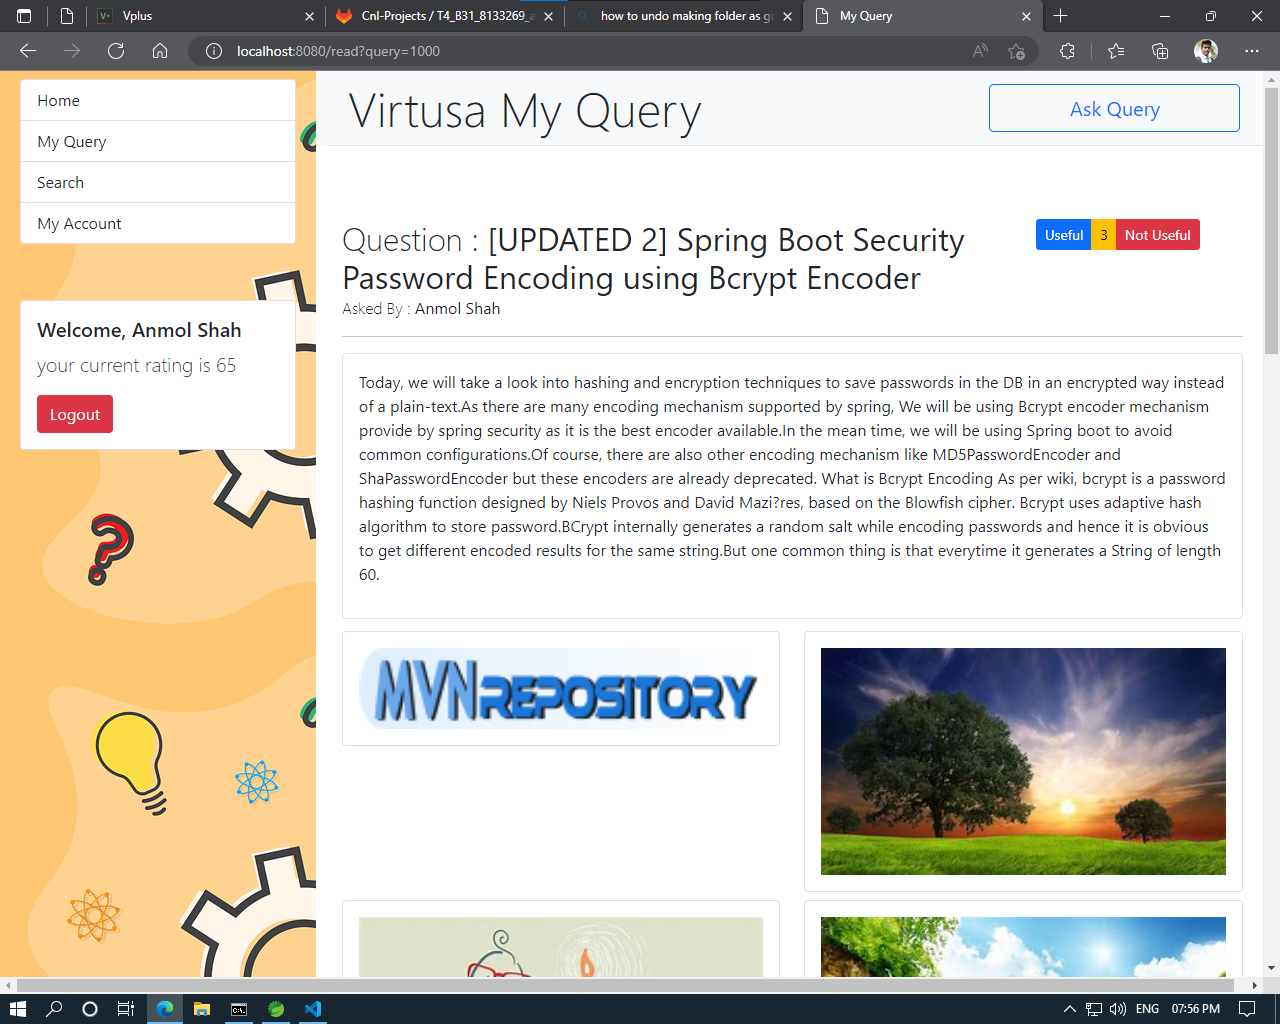 Vplus
Cnl-Projects / T4_B31_8133269_a
how to undo making folder as gi
My Query
localhost:8080/read?query=1000
Home
My Query
Search
My Account
Virtusa My Query
Ask Query
Question : [UPDATED 2] Spring Boot Security
Password Encoding using Bcrypt Encoder
Useful 3 Not Useful
Asked By : Anmol Shah
Welcome, Anmol Shah
your current rating is 65
Logout
Today, we will take a look into hashing and encryption techniques to save passwords in the DB in an encrypted way instead
of a plain-text.As there are many encoding mechanism supported by spring, We will be using Bcrypt encoder mechanism
provide by spring security as it is the best encoder available.In the mean time, we will be using Spring boot to avoid
common configurations.Of course, there are also other encoding mechanism like MD5PasswordEncoder and
ShaPasswordEncoder but these encoders are already deprecated. What is Bcrypt Encoding As per wiki, bcrypt is a password
hashing function designed by Niels Provos and David Mazi?res, based on the Blowfish cipher. Bcrypt uses adaptive hash
algorithm to store password.BCrypt internally generates a random salt while encoding passwords and hence it is obvious
to get different encoded results for the same string.But one common thing is that everytime it generates a String of length
60.
MVNREPOSITORY
ENG 07:56 PM